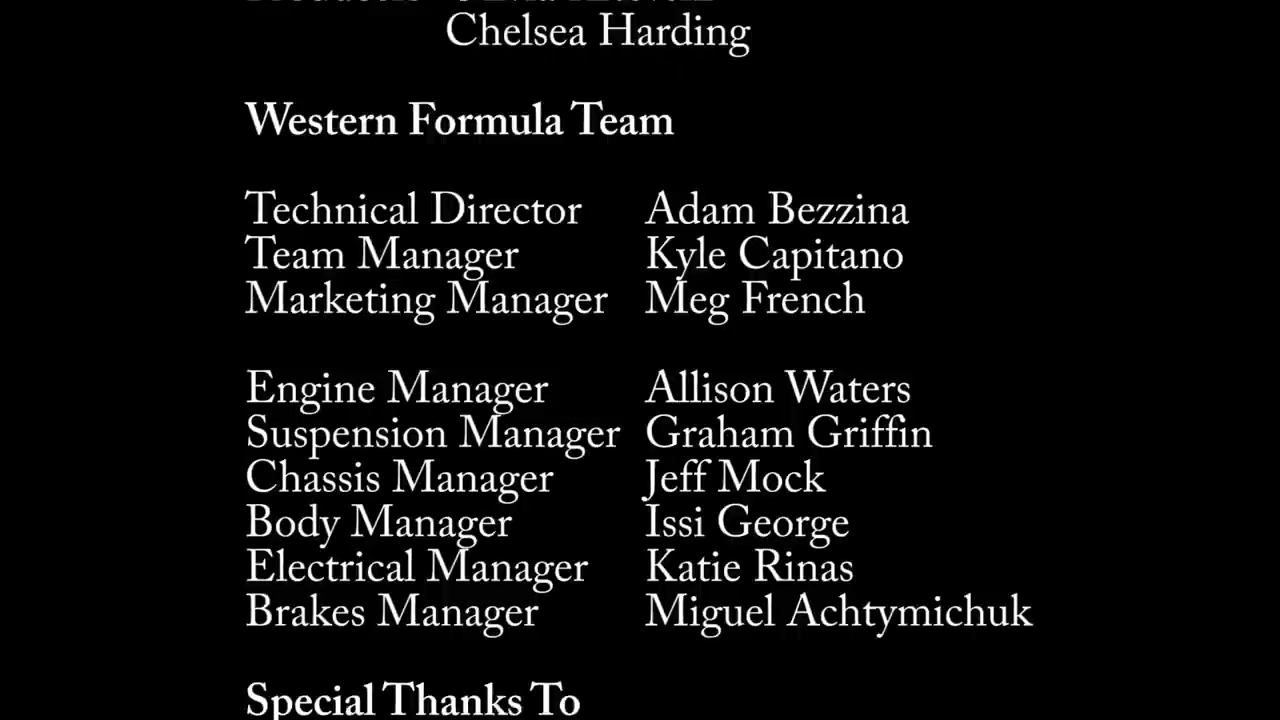 Chelsea Harding
Western Formula Team
Technical Director Adam Bezzina
Team Manager Kyle Capitano
Marketing Manager Meg French
Engine Manager Allison Waters
Suspension Manager Graham Griffin
Chassis Manager Jeff Mock
Body Manager Issi George
Electrical Manager Katie Rinas
Brakes Manager Miguel Achtymichuk
Special Thanks To